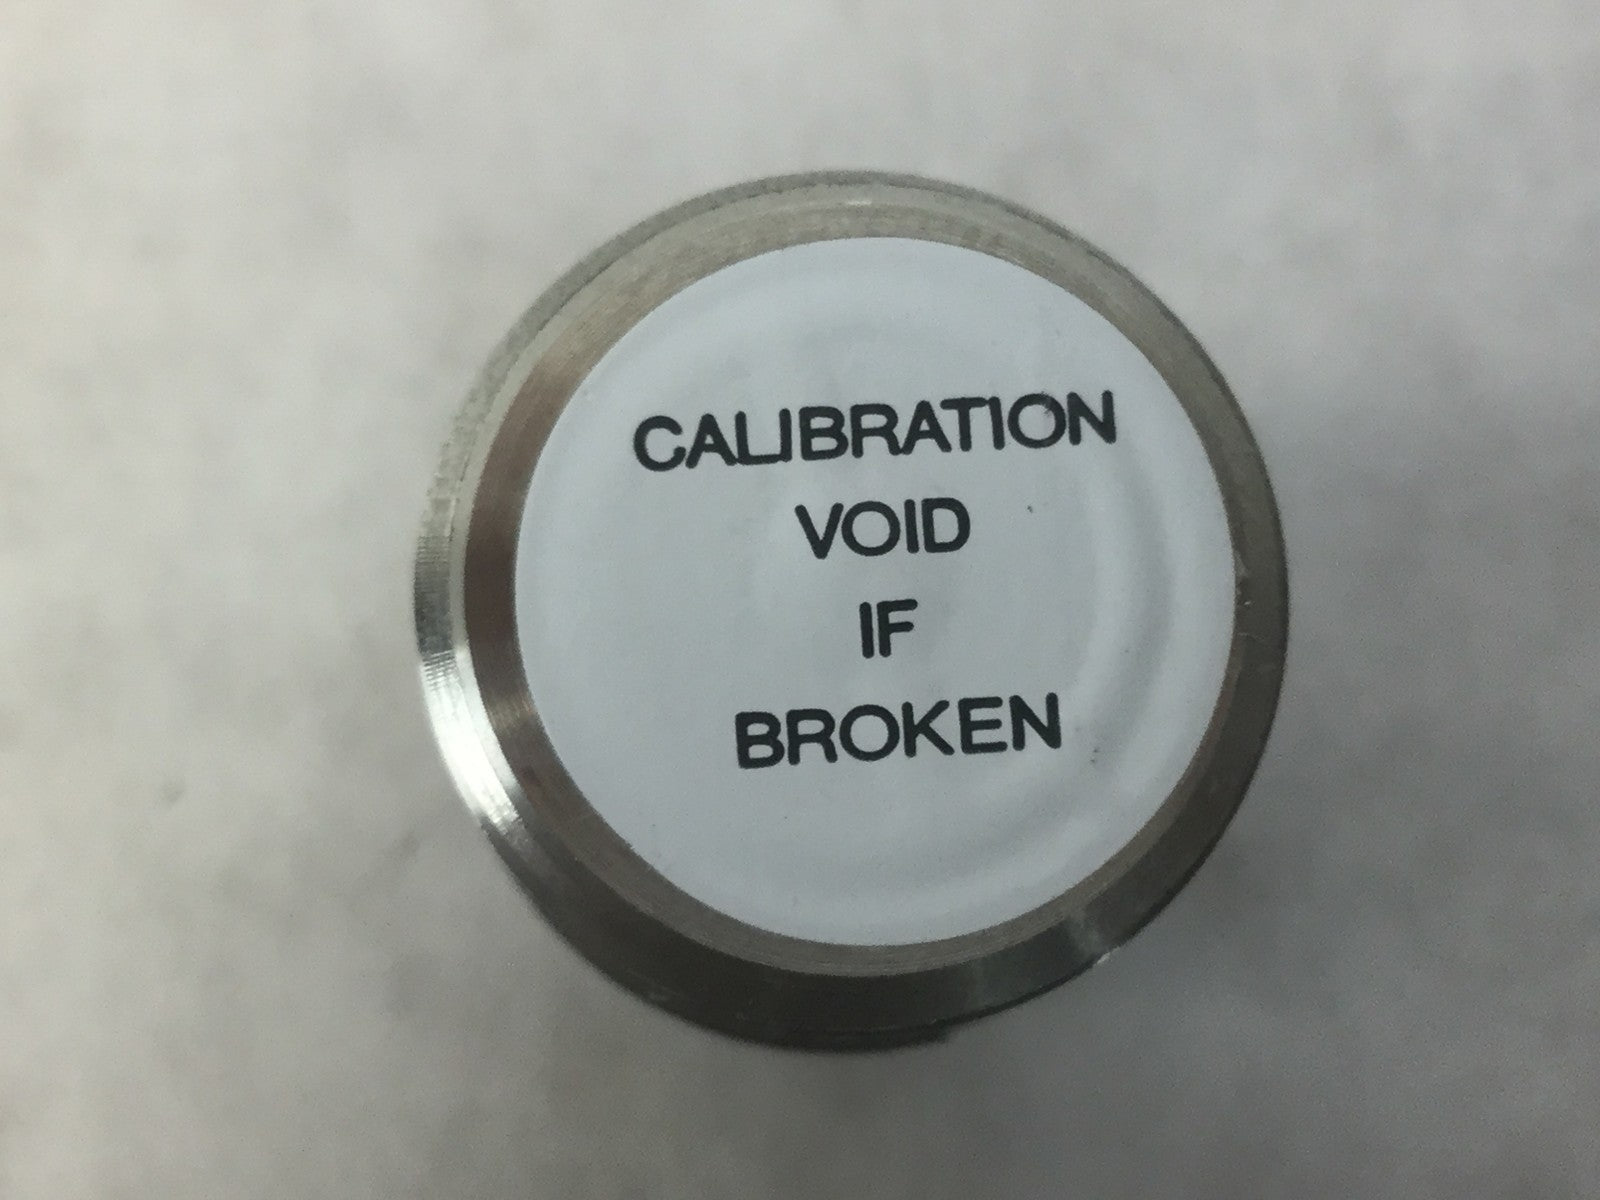 CALIBRATION
VOID
IF
BROKEN